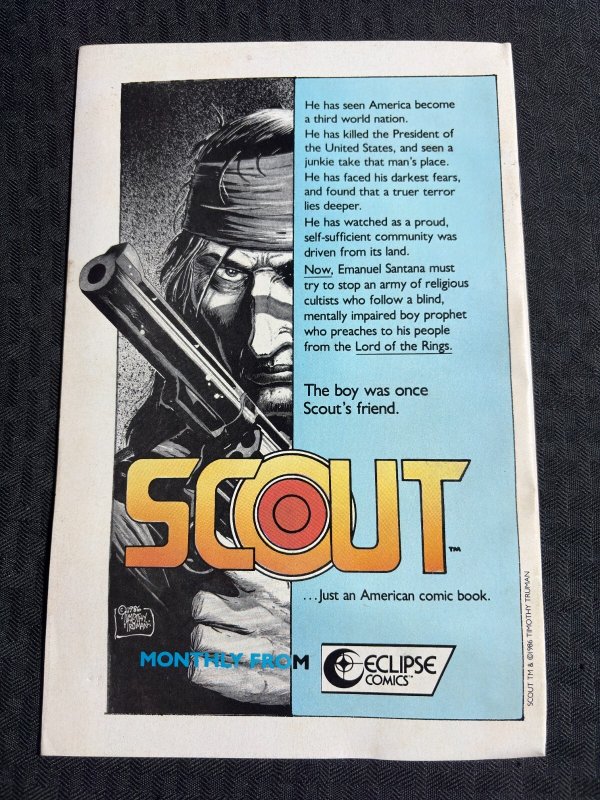 He has seen America become
a third world nation.
He has killed the President of
the United States, and seen a
junkie take that man's place.
He has faced his darkest fears,
and found that a truer terror
lies deeper.
He has watched as a proud,
self-sufficient community was
driven from its land.
Now, Emanuel Santana must
try to stop an army of religious
cultists who follow a blind,
mentally impaired boy prophet
who preaches to his people
from the Lord of the Rings.
The boy was once
Scout's friend.
SCOUT™
...Just an American comic book.
©1986
TIMOTHY
TRUMAN
MONTHLY FROM
ECLIPSE
COMICS™
SCOUT TM & ©1986 TIMOTHY TRUMAN